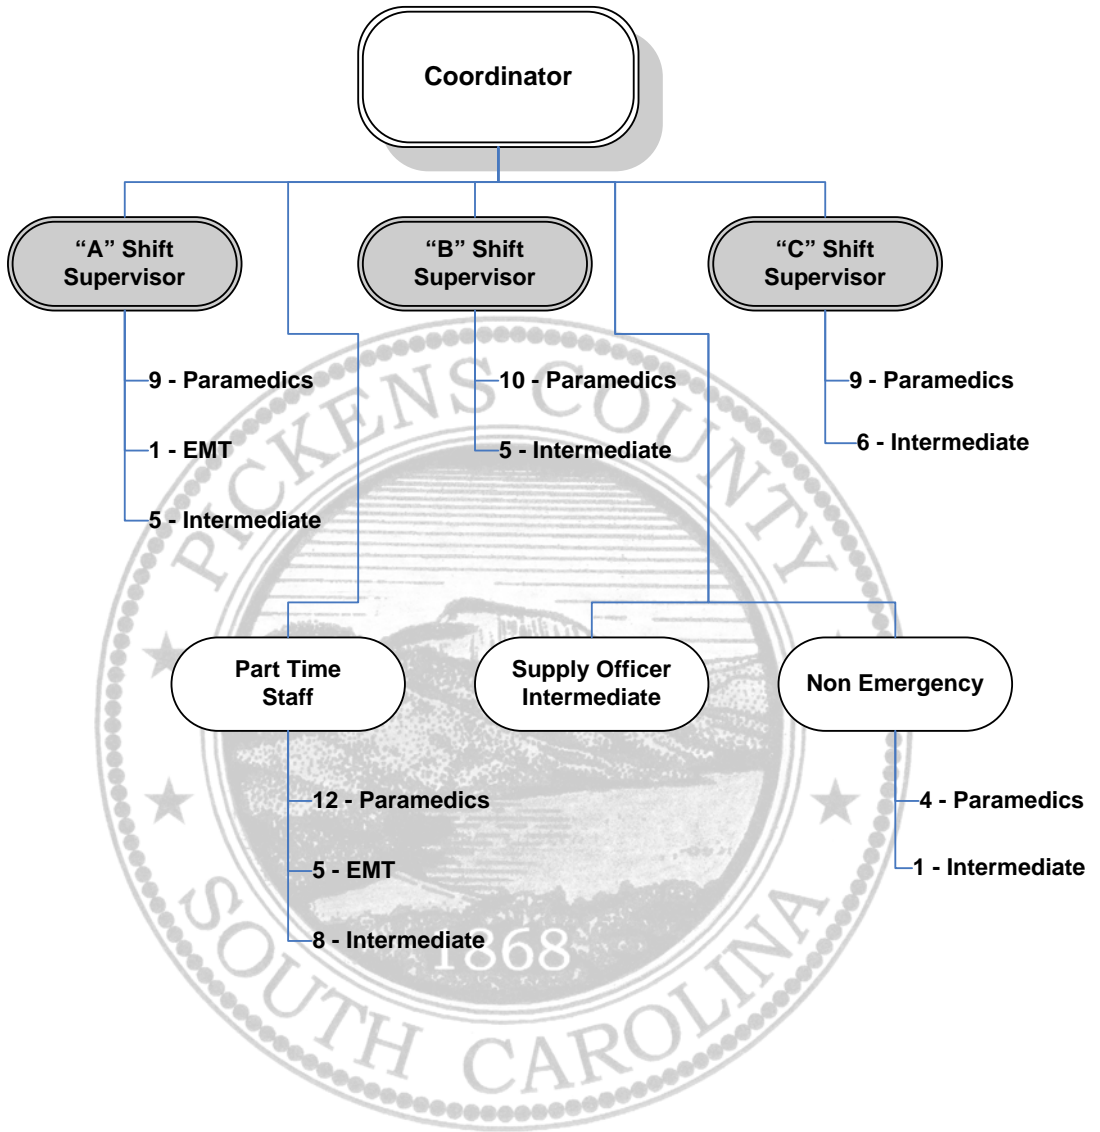 Coordinator
“A” Shift
Supervisor
“B” Shift
Supervisor
“C” Shift
Supervisor
9 - Paramedics
1 - EMT
5 - Intermediate
10 - Paramedics
5 - Intermediate
9 - Paramedics
6 - Intermediate
Part Time
Staff
Supply Officer
Intermediate
Non Emergency
12 - Paramedics
5 - EMT
8 - Intermediate
4 - Paramedics
1 - Intermediate
PICKENS COUNTY
1868
SOUTH CAROLINA